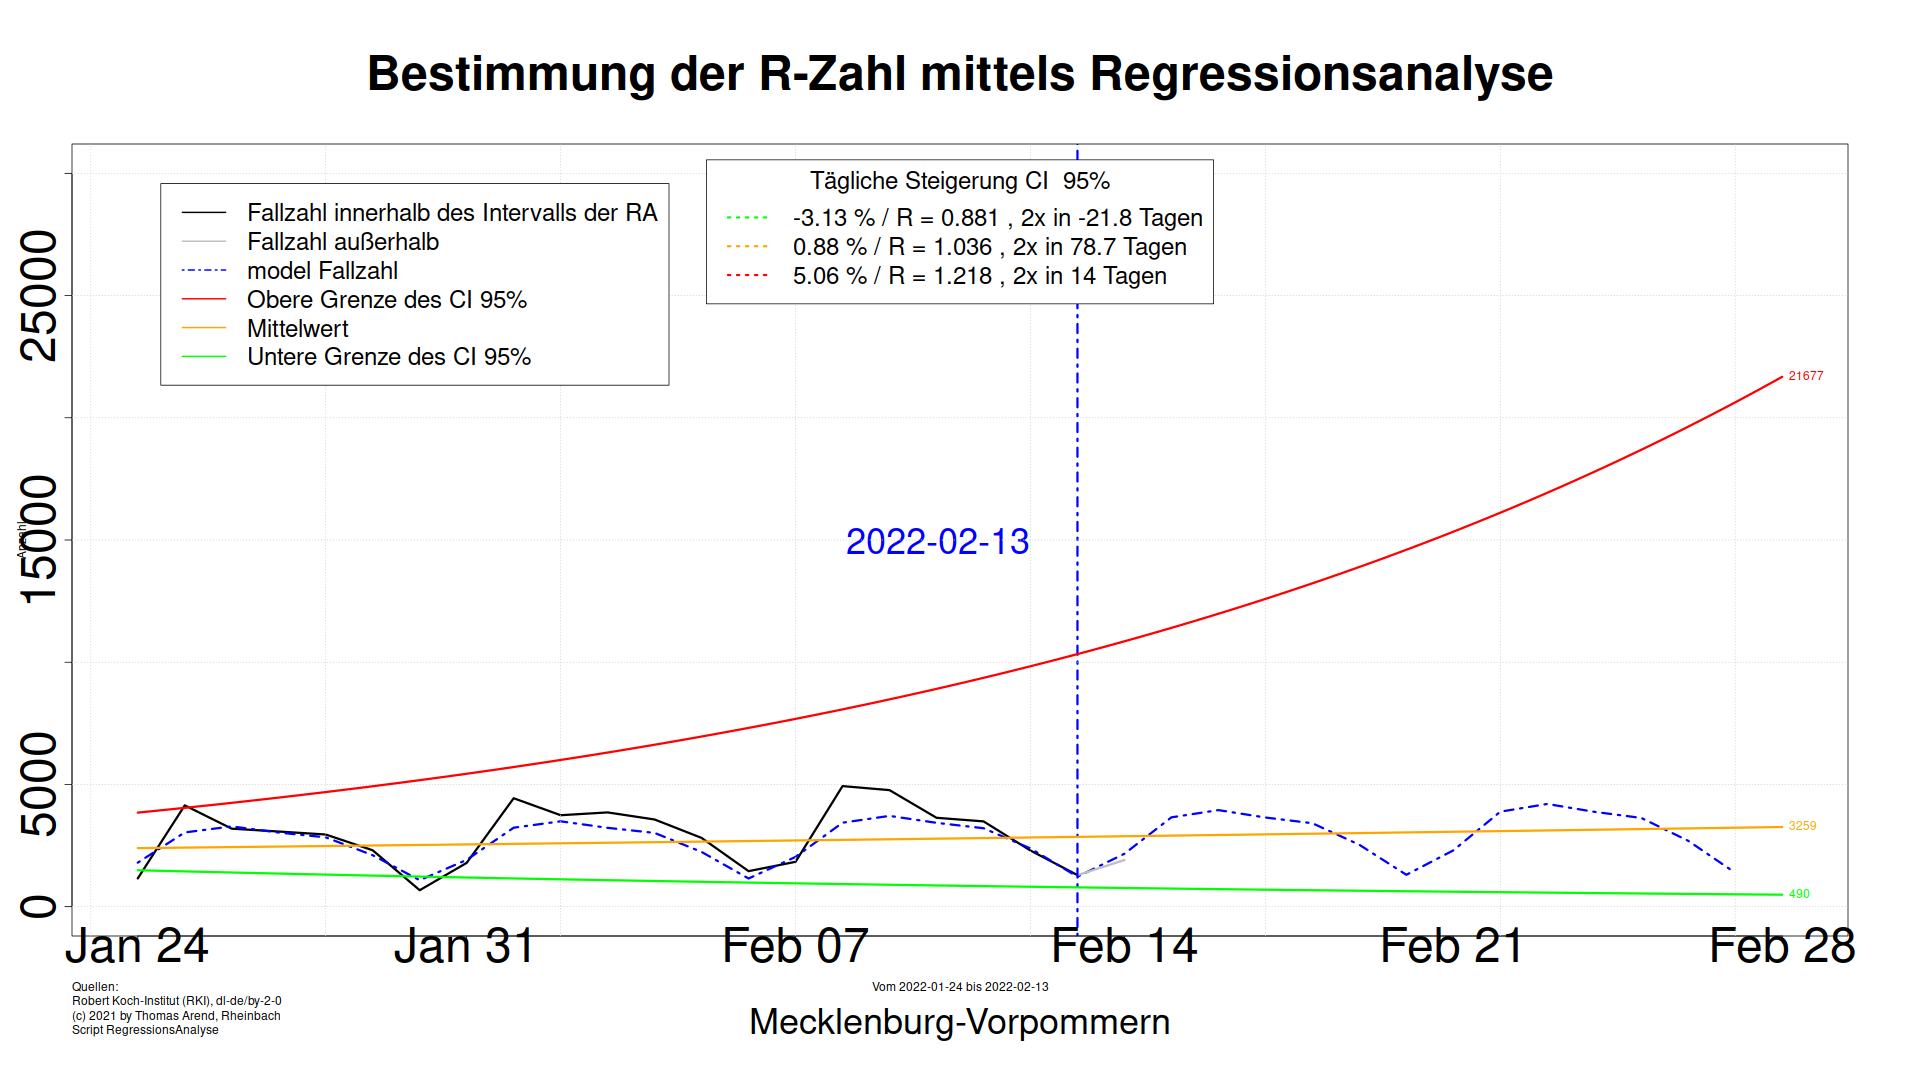 Bestimmung der R-Zahl mittels Regressionsanalyse
Fallzahl innerhalb des Intervalls der RA
Fallzahl außerhalb
model Fallzahl
Obere Grenze des CI 95%
Mittelwert
Untere Grenze des CI 95%
Tägliche Steigerung CI  95%
-3.13 % / R = 0.881 , 2x in -21.8 Tagen
0.88 % / R = 1.036 , 2x in 78.7 Tagen
5.06 % / R = 1.218 , 2x in 14 Tagen
25000
15000
5000
0
Anzahl
2022-02-13
21677
3259
490
Jan 24
Jan 31
Feb 07
Feb 14
Feb 21
Feb 28
Quellen:
Robert Koch-Institut (RKI), dl-de/by-2-0
(c) 2021 by Thomas Arend, Rheinbach
Script RegressionsAnalyse
Vom 2022-01-24 bis 2022-02-13
Mecklenburg-Vorpommern